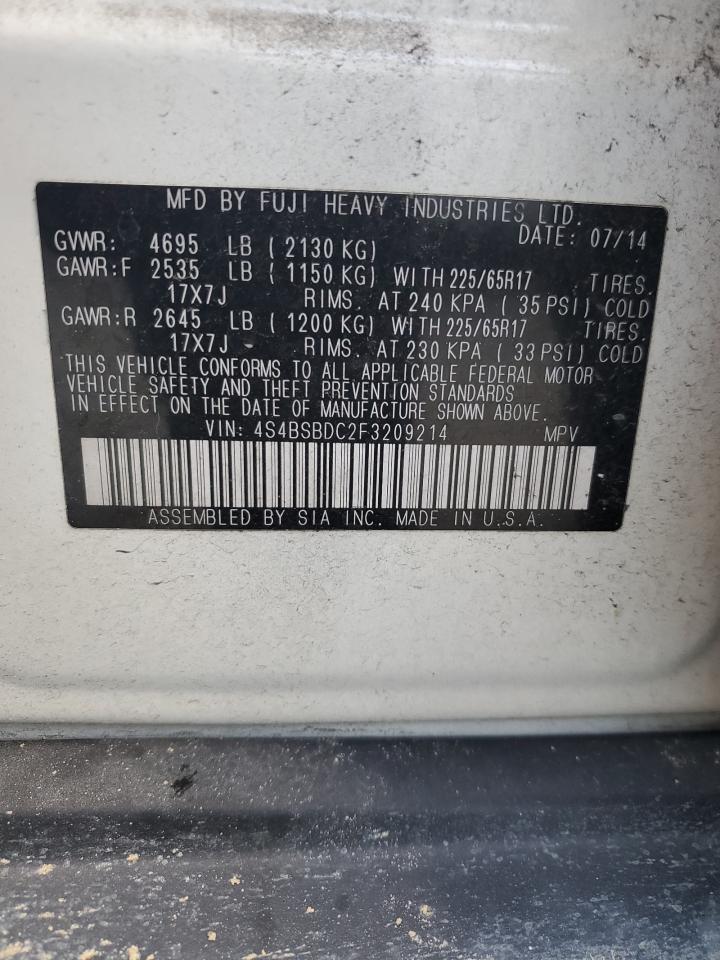 MFD BY FUJI HEAVY INDUSTRIES LTD.
DATE: 07/14
GVWR: 4695 LB ( 2130 KG)
GAWR:F 2535 LB ( 1150 KG) WITH 225/65R17 TIRES.
17X7J RIMS. AT 240 KPA ( 35 PSI) COLD
GAWR:R 2645 LB ( 1200 KG) WITH 225/65R17 TIRES.
17X7J - RIMS. AT 230 KPA ( 33 PSI) COLD
THIS VEHICLE CONFORMS TO ALL APPLICABLE FEDERAL MOTOR
VEHICLE SAFETY AND THEFT PREVENTION STANDARDS
IN EFFECT ON THE DATE OF MANUFACTURE SHOWN ABOVE.
VIN: 4S4BSBDC2F3209214 MPV
ASSEMBLED BY SIA INC. MADE IN U.S.A.